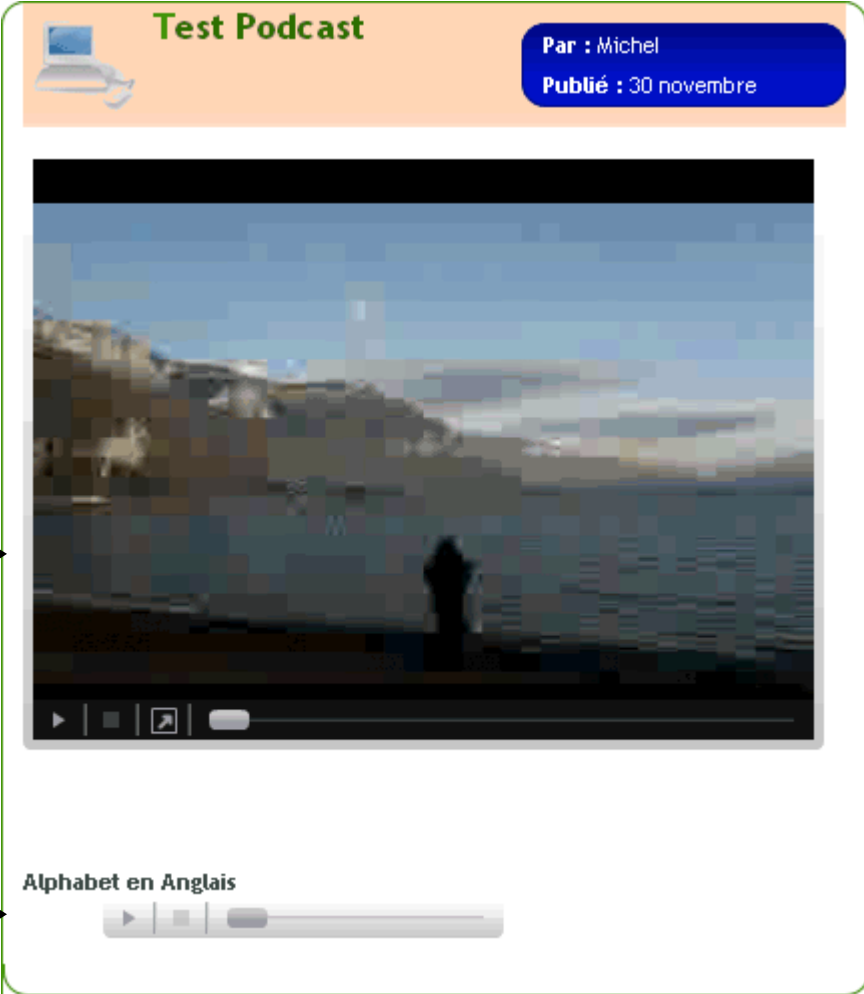 Test Podcast
Par : Michel
Publié : 30 novembre
Alphabet en Anglais